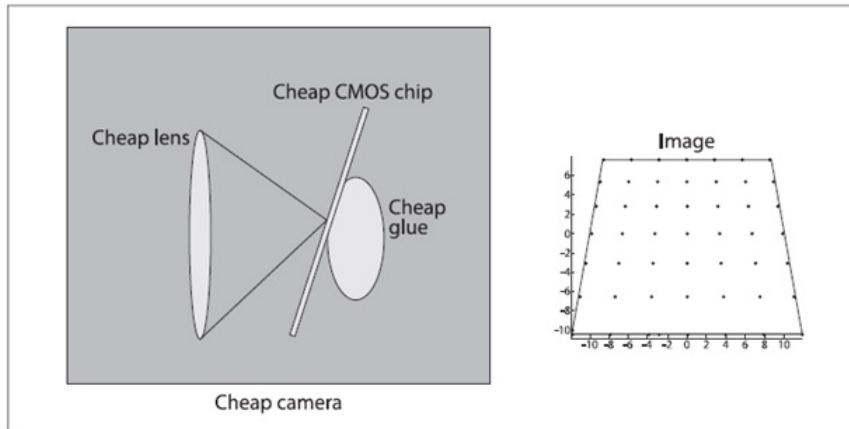 Cheap CMOS chip
Cheap lens
Cheap
glue
Cheap camera
Image
6
4
2
0
−2
−4
−6
−8
−10
−10 −8 −6 −4 −2 0 2 4 6 8 10